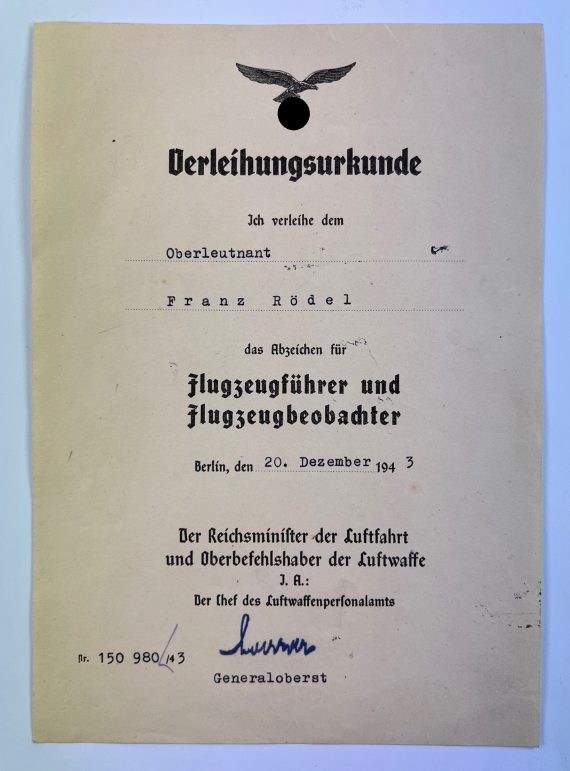 Verleihungsurkunde
Ich verleihe dem
Oberleutnant
Franz Rödel
das Abzeichen für
Flugzeugführer und
Flugzeugbeobachter
Berlin, den 20. Dezember 1943
Der Reichsminister der Luftfahrt
und Oberbefehlshaber der Luftwaffe
J. A.:
Der Chef des Luftwaffenpersonalamts
Nr. 150 980/43
Generaloberst